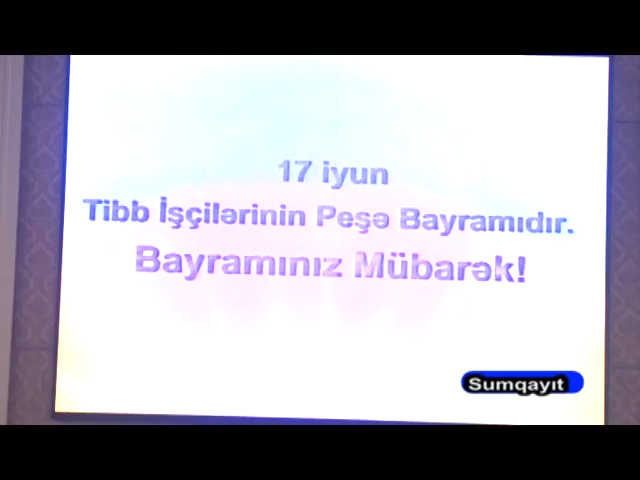 17 iyun
Tibb İşçilərinin Peşə Bayramıdır.
Bayramınız Mübarək!
Sumqayıt